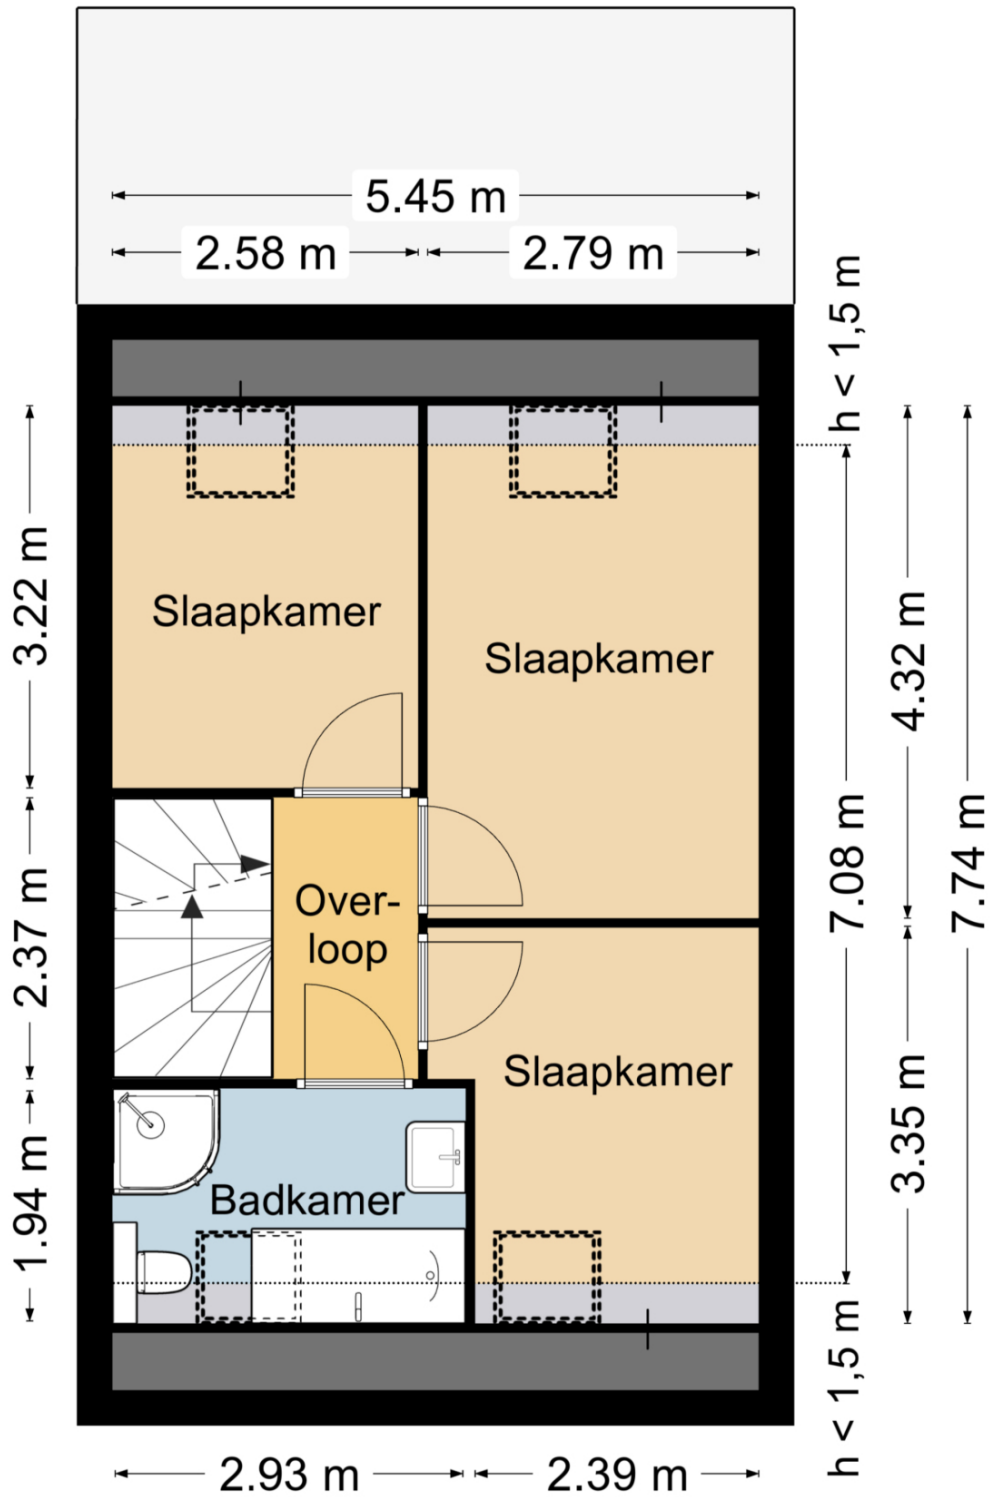 5.45 m
2.58 m
2.79 m
h < 1,5 m
3.22 m
Slaapkamer
Slaapkamer
4.32 m
7.08 m
7.74 m
2.37 m
Over-
loop
Slaapkamer
3.35 m
1.94 m
Badkamer
h < 1,5 m
2.93 m
2.39 m